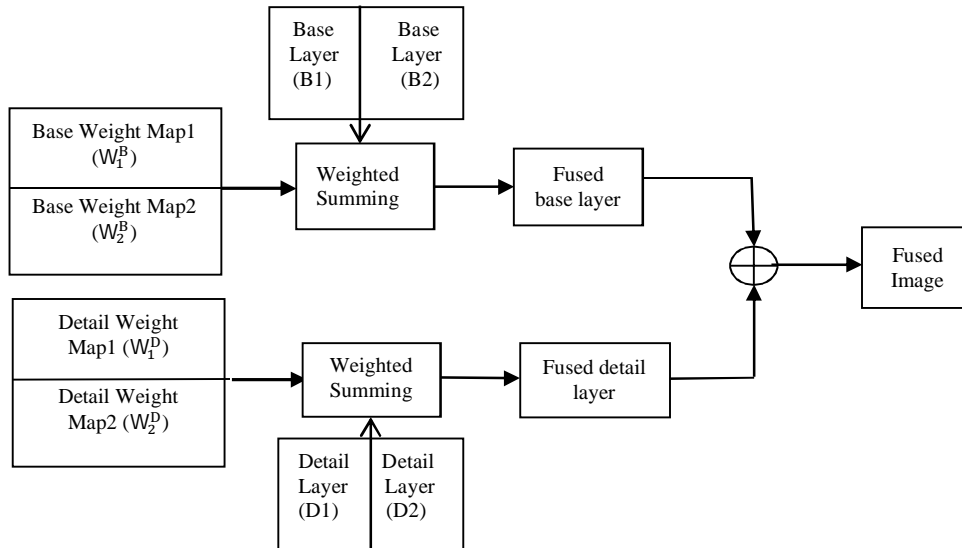 Base
Layer
(B1)
Base
Layer
(B2)
Base Weight Map1
(W₁ᴮ)
Base Weight Map2
(W₂ᴮ)
Weighted
Summing
Fused
base layer
Fused
Image
Detail Weight
Map1 (W₁ᴰ)
Detail Weight
Map2 (W₂ᴰ)
Weighted
Summing
Fused detail
layer
Detail
Layer
(D1)
Detail
Layer
(D2)